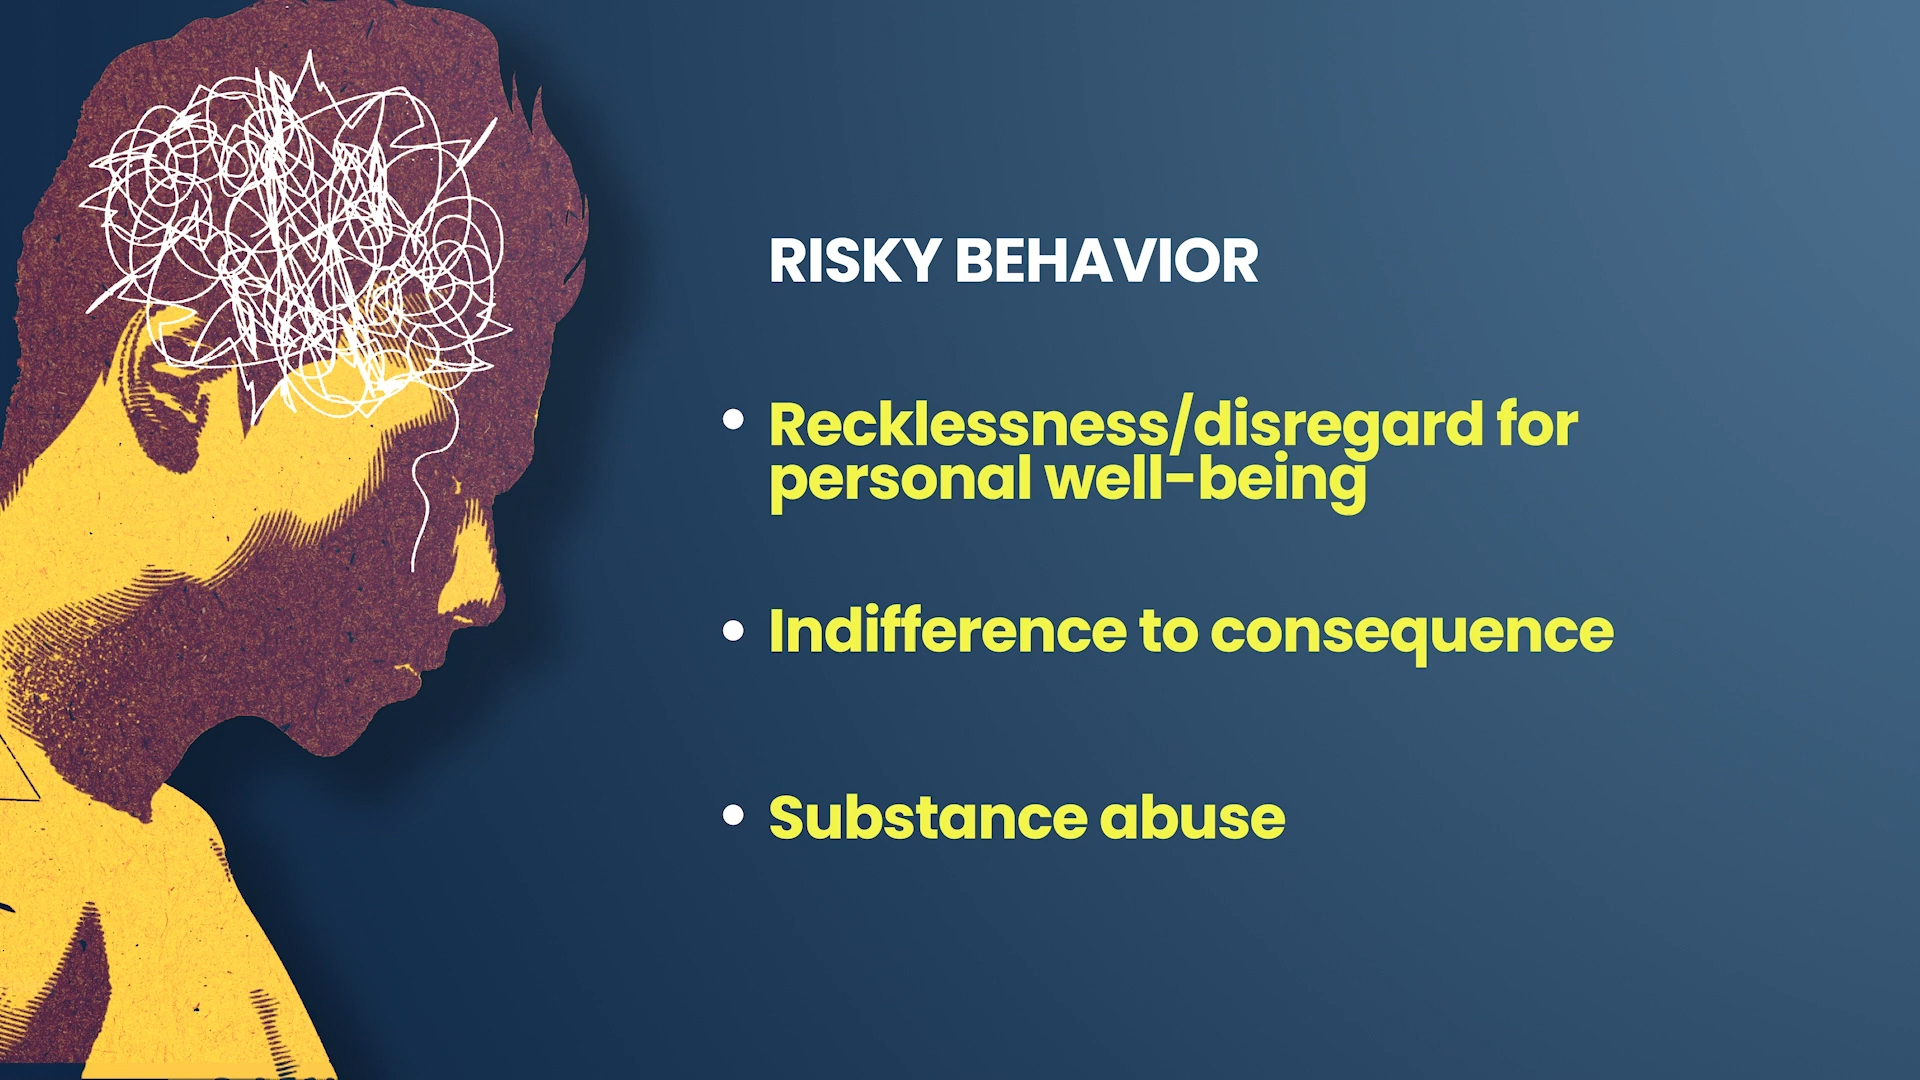 RISKY BEHAVIOR
Recklessness/disregard for
personal well-being
Indifference to consequence
Substance abuse